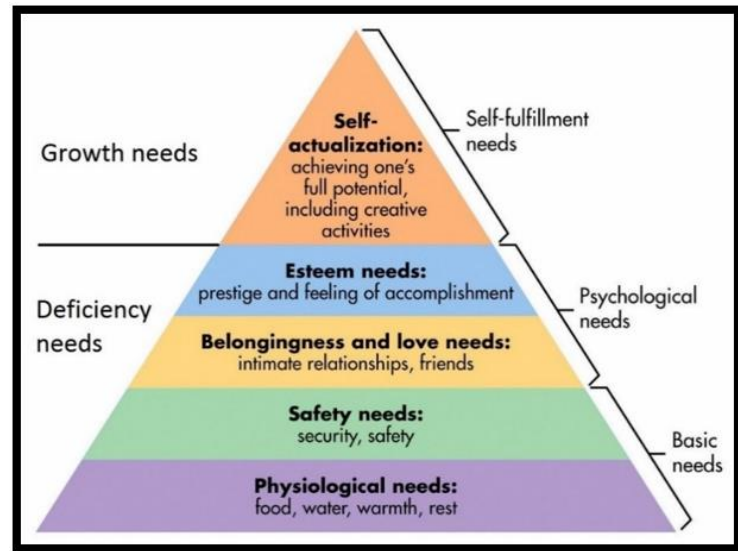 Growth needs
Self-
actualization:
achieving one's
full potential,
including creative
activities
Self-fulfillment
needs
Deficiency
needs
Esteem needs:
prestige and feeling of accomplishment
Psychological
needs
Belongingness and love needs:
intimate relationships, friends
Safety needs:
security, safety
Basic
needs
Physiological needs:
food, water, warmth, rest